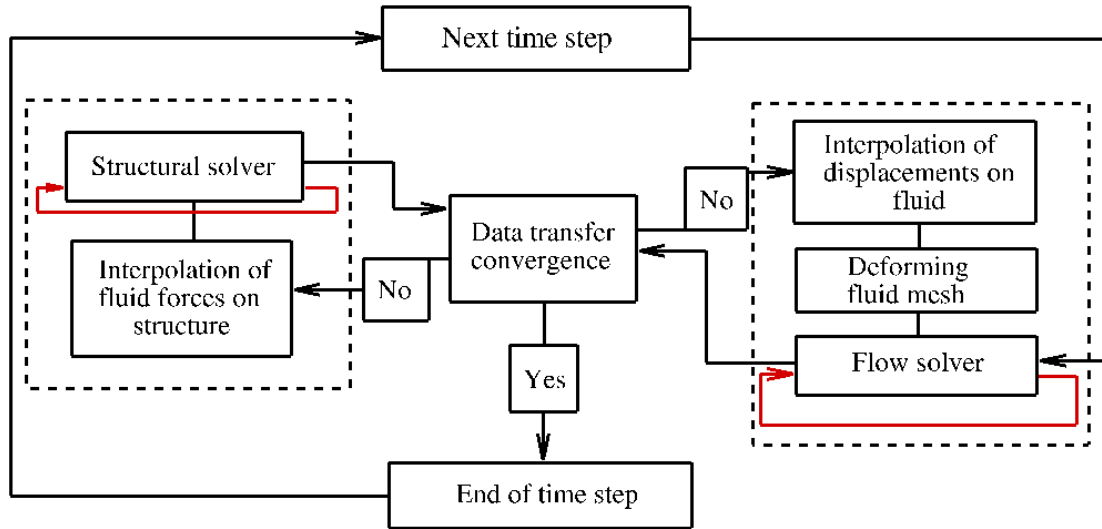 Next time step
Structural solver
Interpolation of
fluid forces on
structure
No
Data transfer
convergence
Yes
No
Interpolation of
displacements on
fluid
Deforming
fluid mesh
Flow solver
End of time step